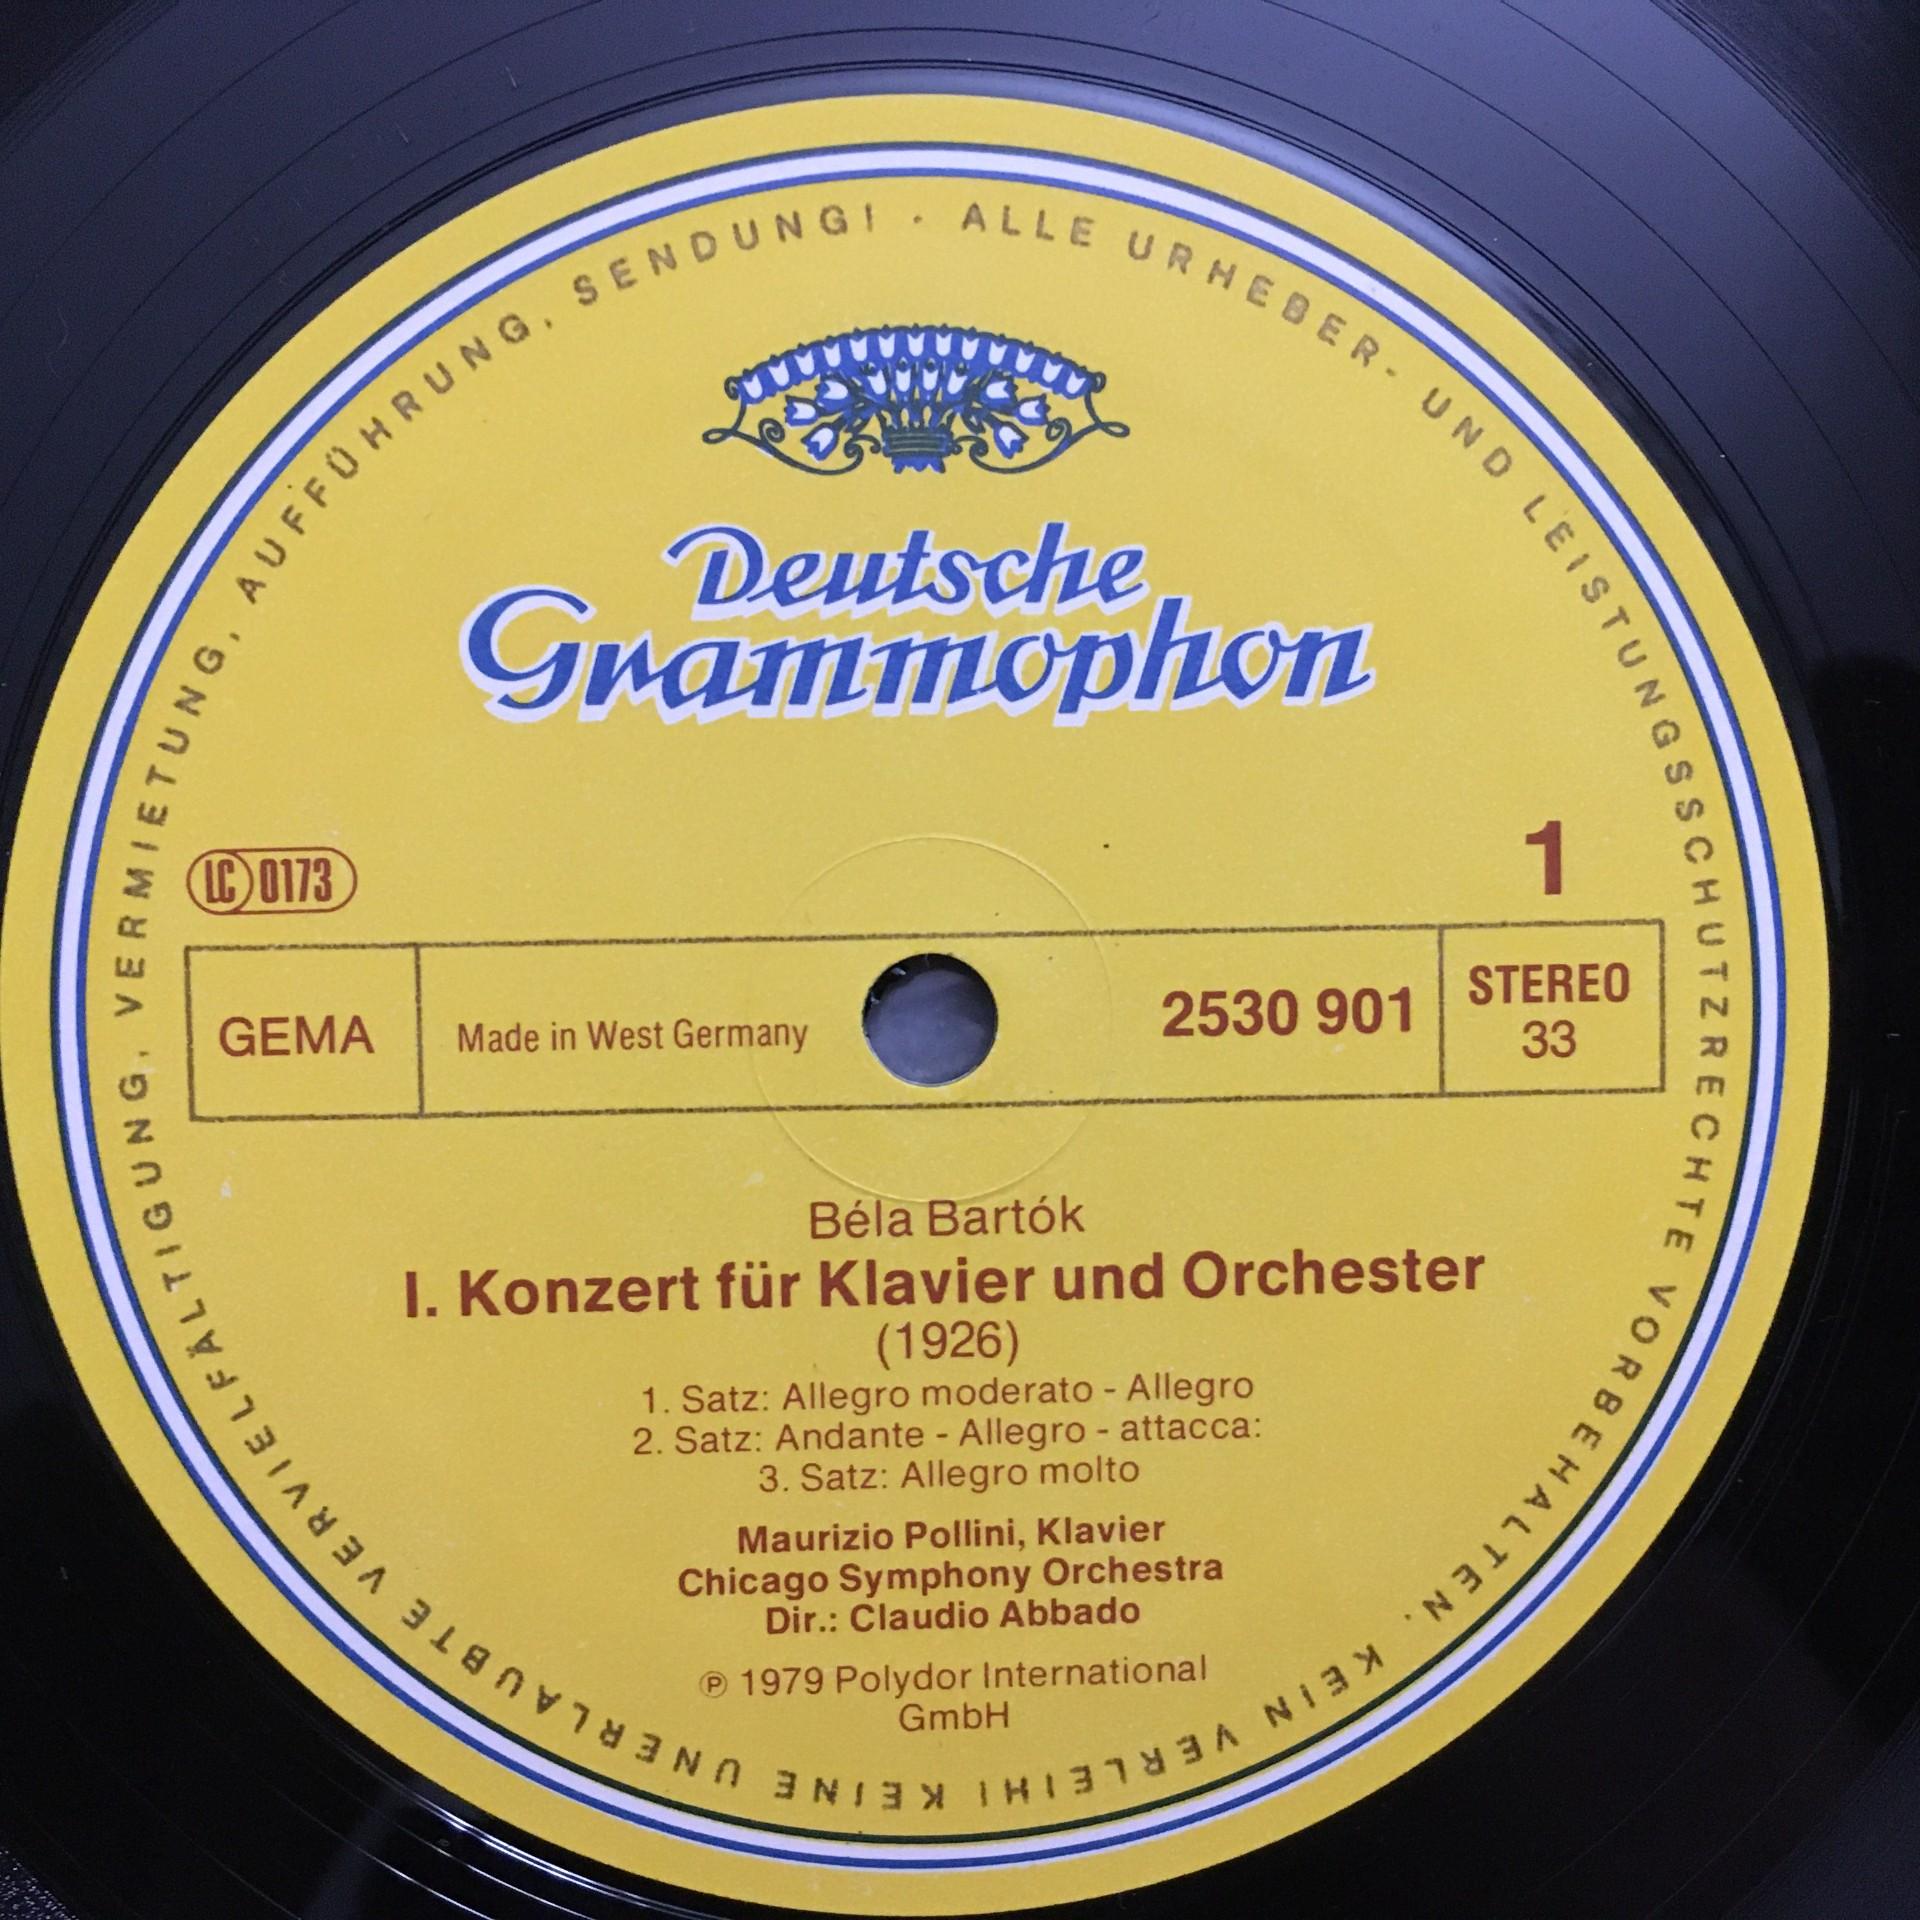 ALLE URHEBER- UND LEISTUNGSSCHUTZRECHTE VORBEHALTEN. KEIN VERLEIH! KEINE UNERLAUBTE VERVIELFÄLTIGUNG, VERMIETUNG, AUFFÜHRUNG, SENDUNG! ·
Deutsche
Grammophon
LC 0173
1
GEMA
Made in West Germany
2530 901
STEREO
33
Béla Bartók
I. Konzert für Klavier und Orchester
(1926)
1. Satz: Allegro moderato - Allegro
2. Satz: Andante - Allegro - attacca:
3. Satz: Allegro molto
Maurizio Pollini, Klavier
Chicago Symphony Orchestra
Dir.: Claudio Abbado
℗ 1979 Polydor International
GmbH